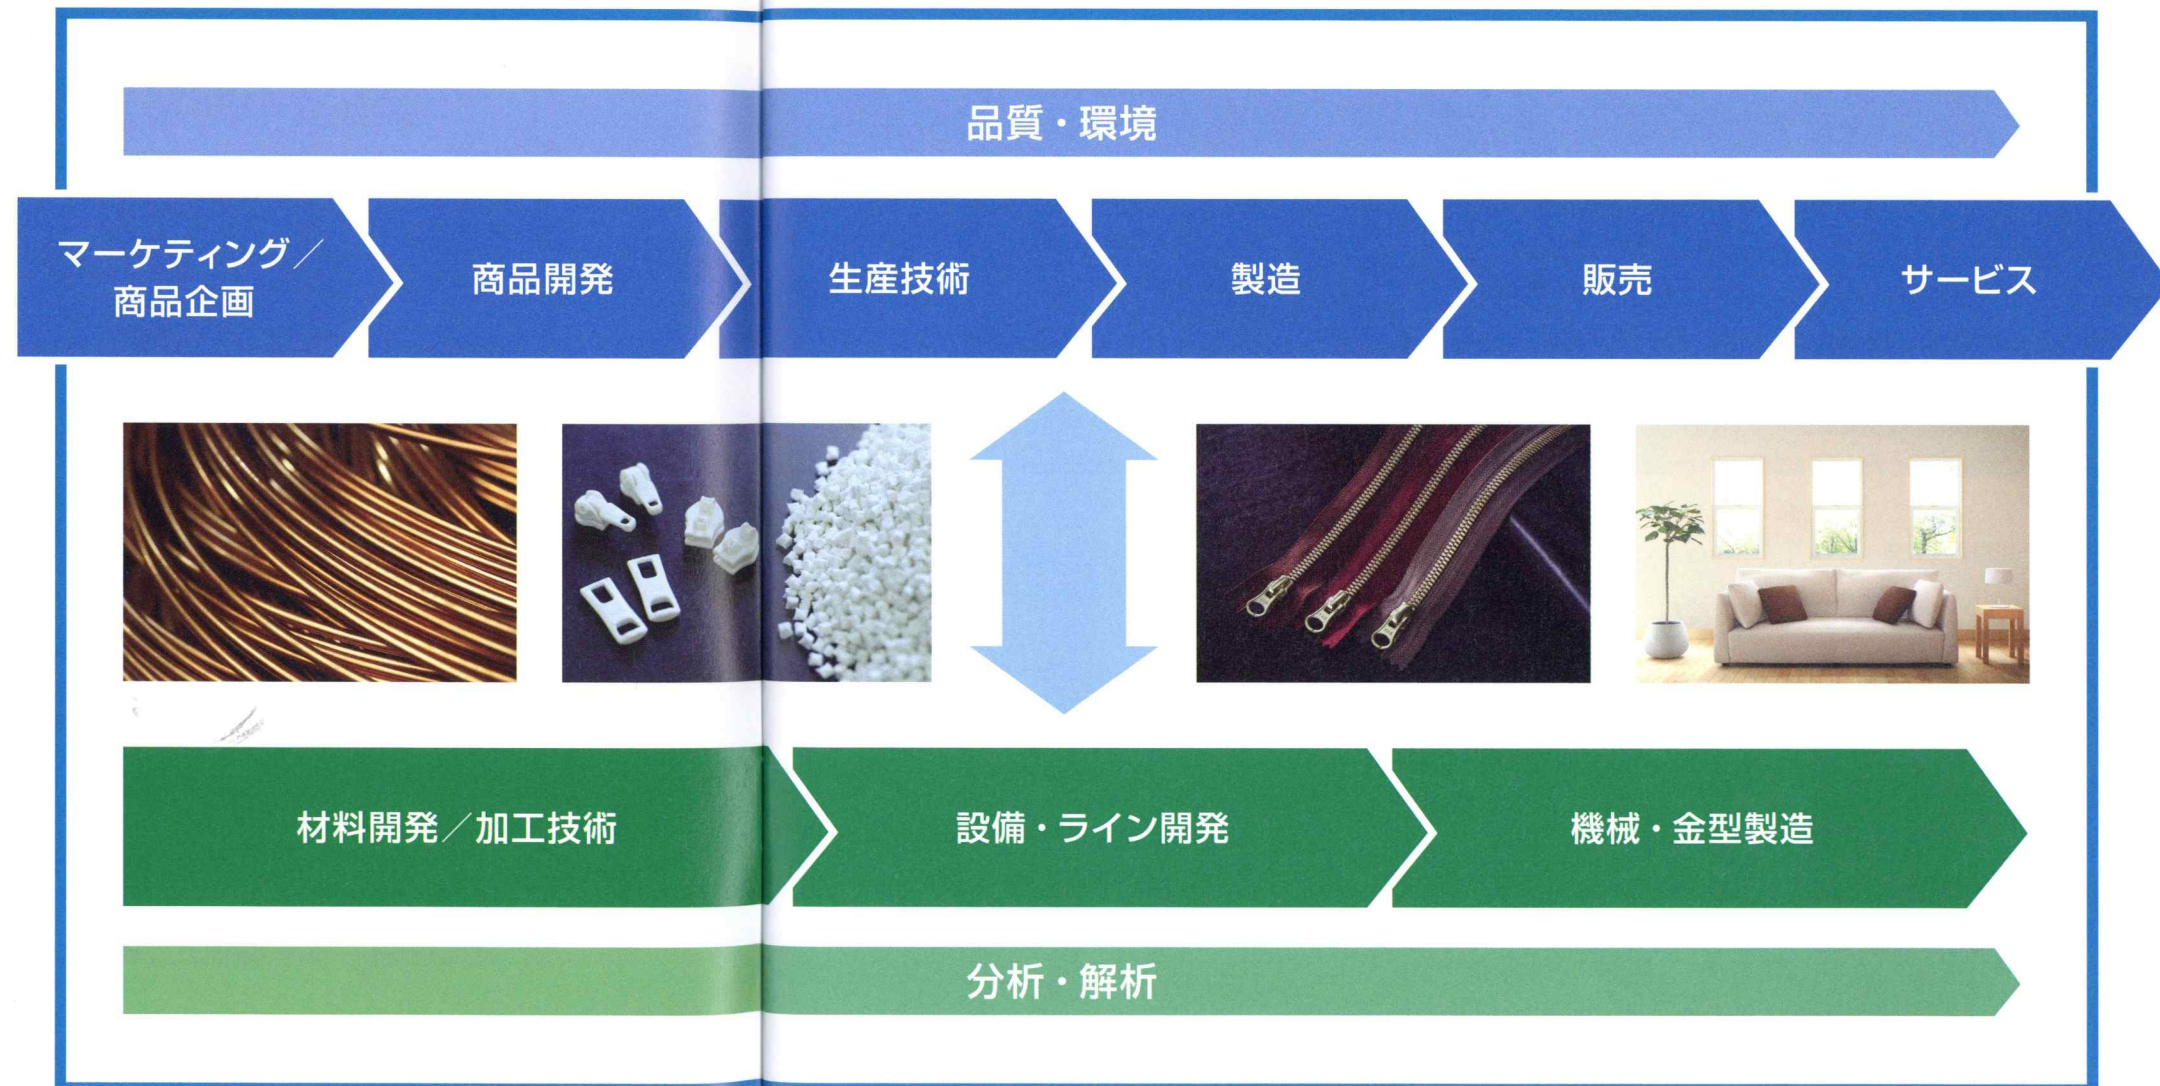 品質・環境
マーケティング／
商品企画
商品開発
生産技術
製造
販売
サービス
材料開発／加工技術
設備・ライン開発
機械・金型製造
分析・解析